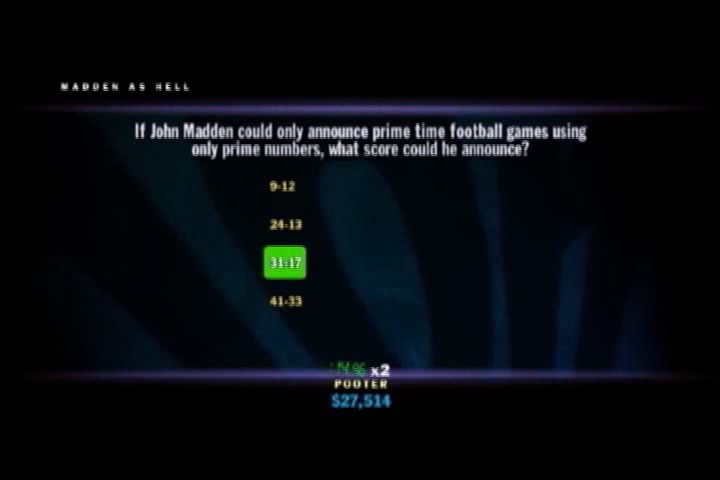 MADDEN AS HELL
If John Madden could only announce prime time football games using
only prime numbers, what score could he announce?
9-12
24-13
31-17
41-33
x2
POOTER
$27,514